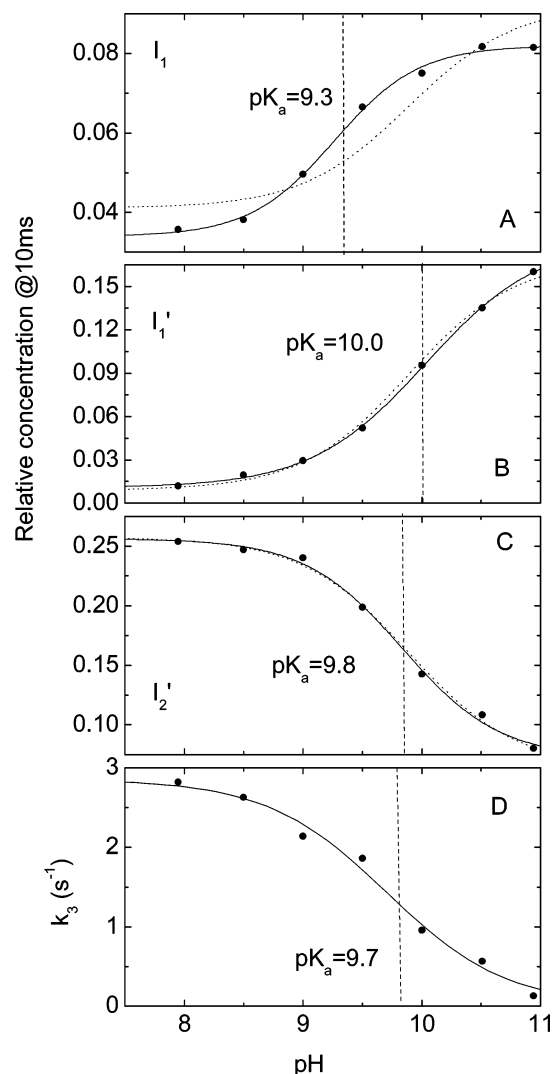 Relative concentration @10ms
I₁
0.08
pKₐ=9.3
0.06
0.04
A
I₁'
0.15
pKₐ=10.0
0.12
0.09
0.06
0.03
B
0.00
C
0.25
0.20
pKₐ=9.8
0.15
I₂'
0.10
3
D
k₃ (s⁻¹)
2
1
pKₐ=9.7
0
8 9 10 11
pH